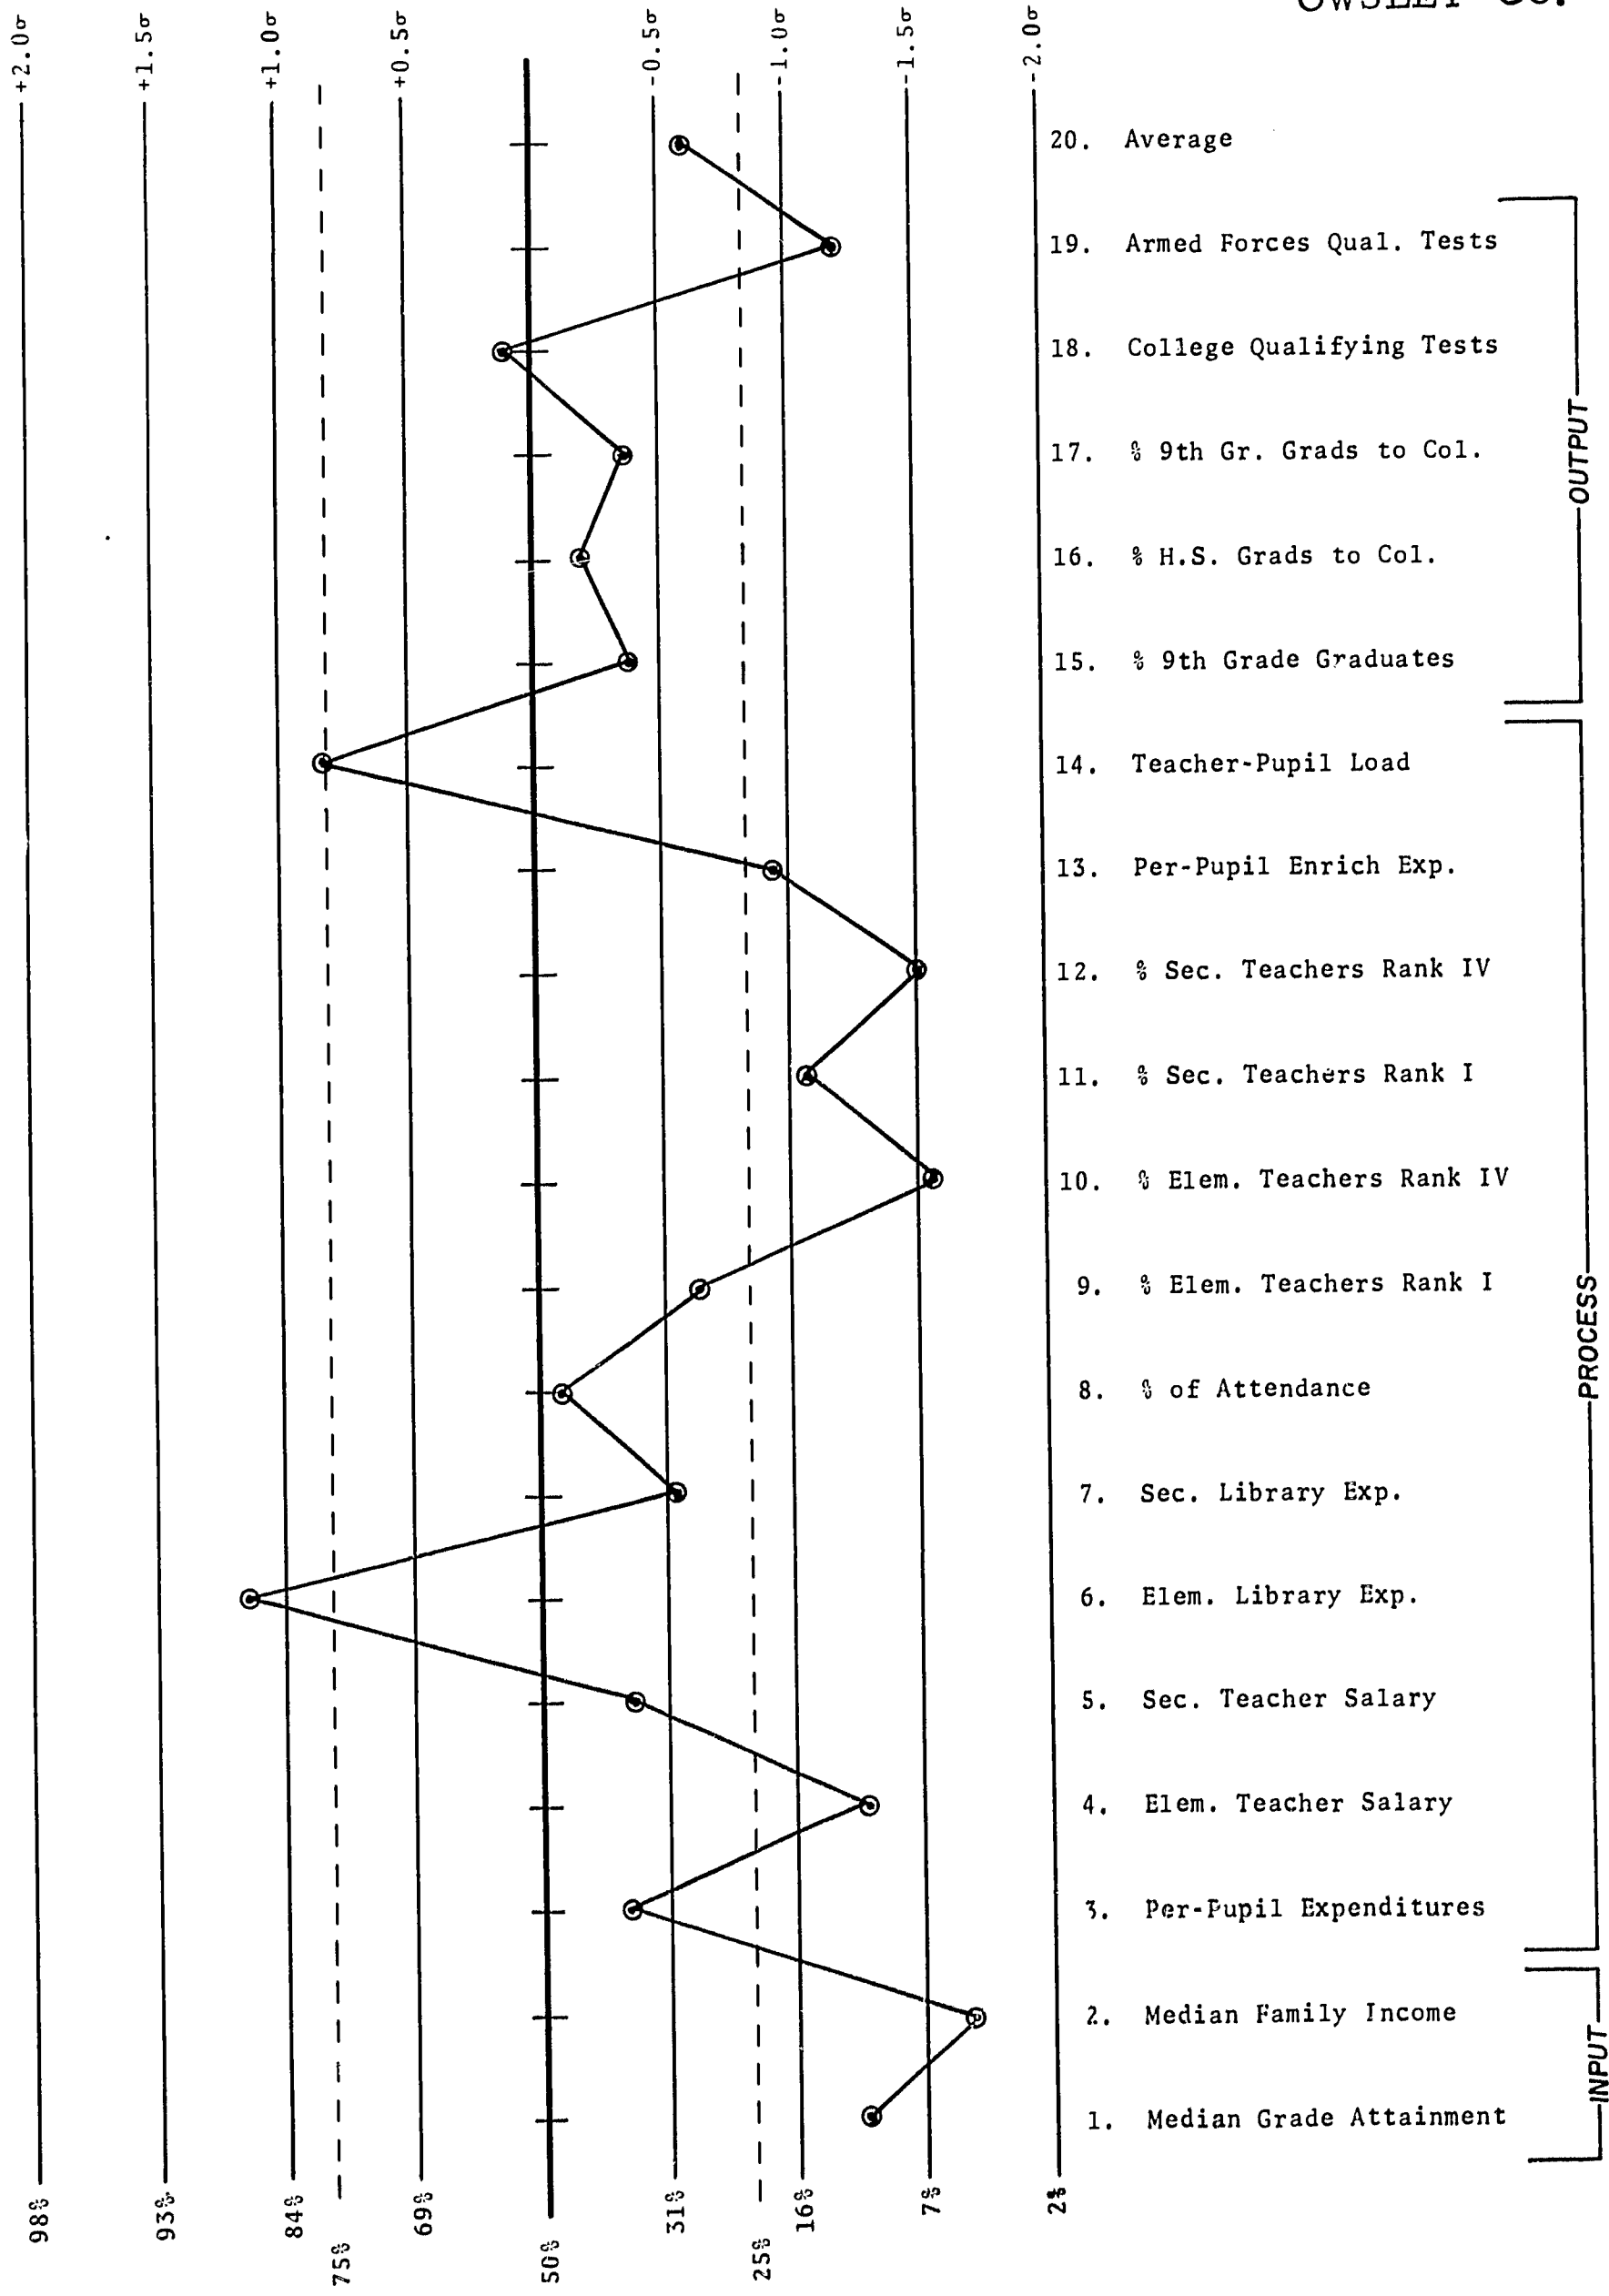 OWSLEY CO.
+2.0σ
+1.5σ
+1.0σ
+0.5σ
-0.5σ
-1.0σ
-1.5σ
-2.0σ
20. Average
19. Armed Forces Qual. Tests
18. College Qualifying Tests
17. % 9th Gr. Grads to Col.
16. % H.S. Grads to Col.
15. % 9th Grade Graduates
OUTPUT
14. Teacher-Pupil Load
13. Per-Pupil Enrich Exp.
12. % Sec. Teachers Rank IV
11. % Sec. Teachers Rank I
10. % Elem. Teachers Rank IV
9. % Elem. Teachers Rank I
8. % of Attendance
7. Sec. Library Exp.
6. Elem. Library Exp.
5. Sec. Teacher Salary
4. Elem. Teacher Salary
3. Per-Pupil Expenditures
PROCESS
2. Median Family Income
1. Median Grade Attainment
INPUT
98%
93%
84%
75%
69%
50%
31%
25%
16%
7%
2%